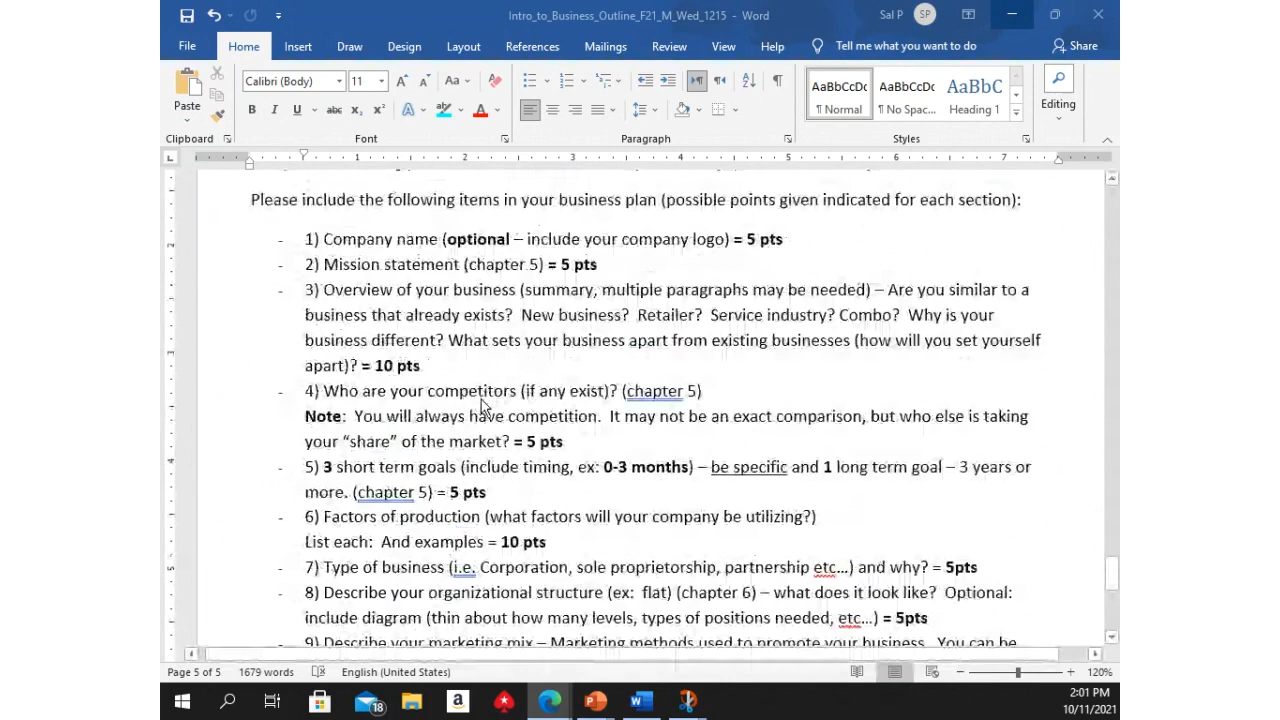 Intro_to_Business_Outline_F21_M_Wed_1215 - Word
Sal P SP
File Home Insert Draw Design Layout References Mailings Review View Help Tell me what you want to do Share
Paste
Calibri (Body) 11
AaBbCcDc AaBbCcDc AaBbC
¶ Normal ¶ No Spac... Heading 1
Editing
Clipboard Font Paragraph Styles
1 2 3 4 5 6 7
Please include the following items in your business plan (possible points given indicated for each section):
- 1) Company name (optional – include your company logo) = 5 pts
- 2) Mission statement (chapter 5) = 5 pts
- 3) Overview of your business (summary, multiple paragraphs may be needed) – Are you similar to a
business that already exists? New business? Retailer? Service industry? Combo? Why is your
business different? What sets your business apart from existing businesses (how will you set yourself
apart)? = 10 pts
- 4) Who are your competitors (if any exist)? (chapter 5)
Note: You will always have competition. It may not be an exact comparison, but who else is taking
your “share” of the market? = 5 pts
- 5) 3 short term goals (include timing, ex: 0-3 months) – be specific and 1 long term goal – 3 years or
more. (chapter 5) = 5 pts
- 6) Factors of production (what factors will your company be utilizing?)
List each: And examples = 10 pts
- 7) Type of business (i.e. Corporation, sole proprietorship, partnership etc…) and why? = 5pts
- 8) Describe your organizational structure (ex: flat) (chapter 6) – what does it look like? Optional:
include diagram (thin about how many levels, types of positions needed, etc…) = 5pts
- 9) Describe your marketing mix – Marketing methods used to promote your business. You can be
Page 5 of 5 1679 words English (United States) 120%
18
2:01 PM
10/11/2021